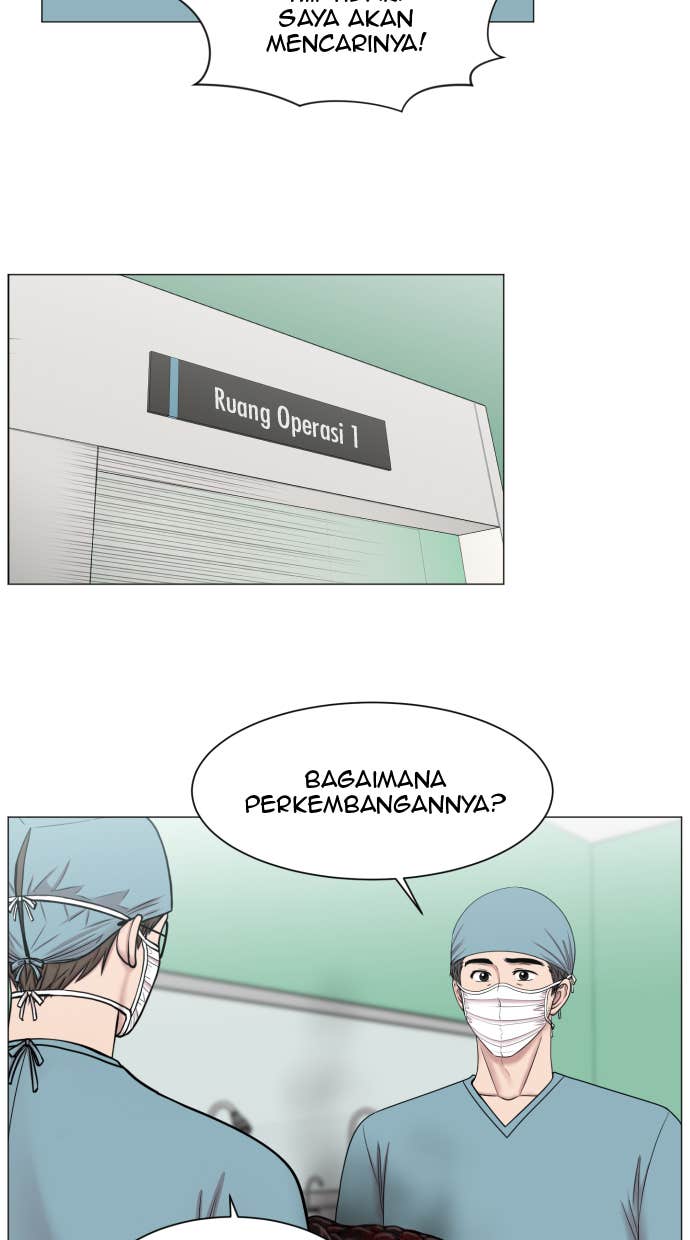 SAYA AKAN
MENCARINYA!
Ruang Operasi 1
BAGAIMANA
PERKEMBANGANNYA?